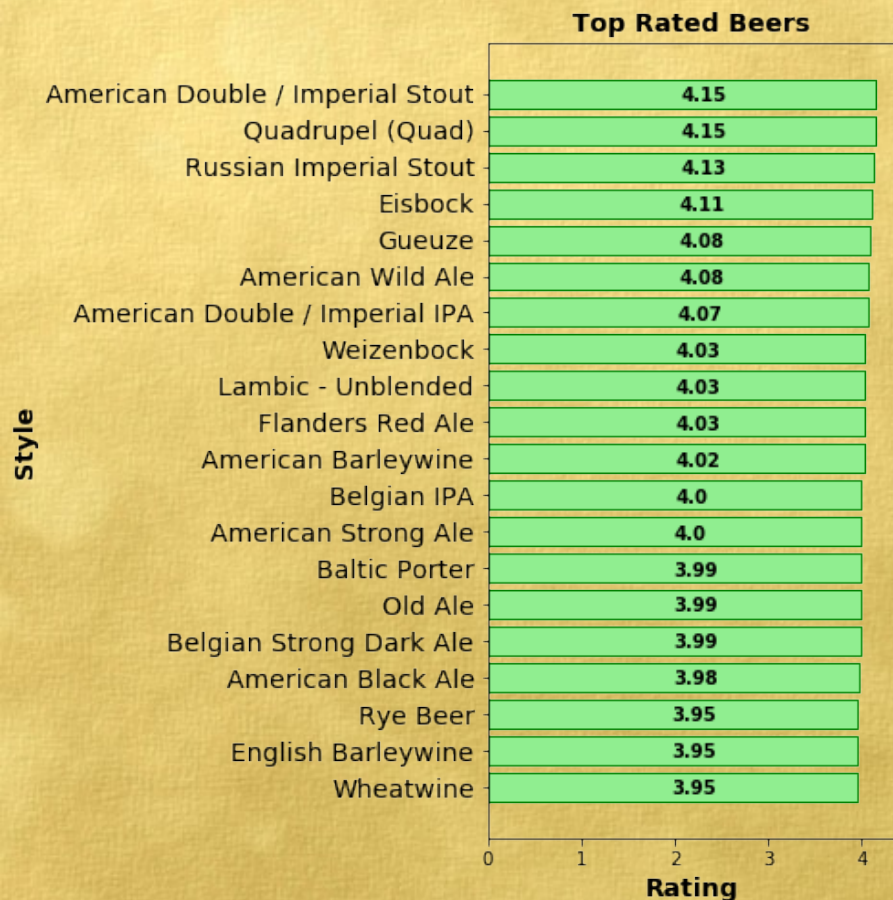 Top Rated Beers
American Double / Imperial Stout 4.15
Quadrupel (Quad) 4.15
Russian Imperial Stout 4.13
Eisbock 4.11
Gueuze 4.08
American Wild Ale 4.08
American Double / Imperial IPA 4.07
Weizenbock 4.03
Lambic - Unblended 4.03
Flanders Red Ale 4.03
American Barleywine 4.02
Belgian IPA 4.0
American Strong Ale 4.0
Baltic Porter 3.99
Old Ale 3.99
Belgian Strong Dark Ale 3.99
American Black Ale 3.98
Rye Beer 3.95
English Barleywine 3.95
Wheatwine 3.95
Style
0 1 2 3 4
Rating